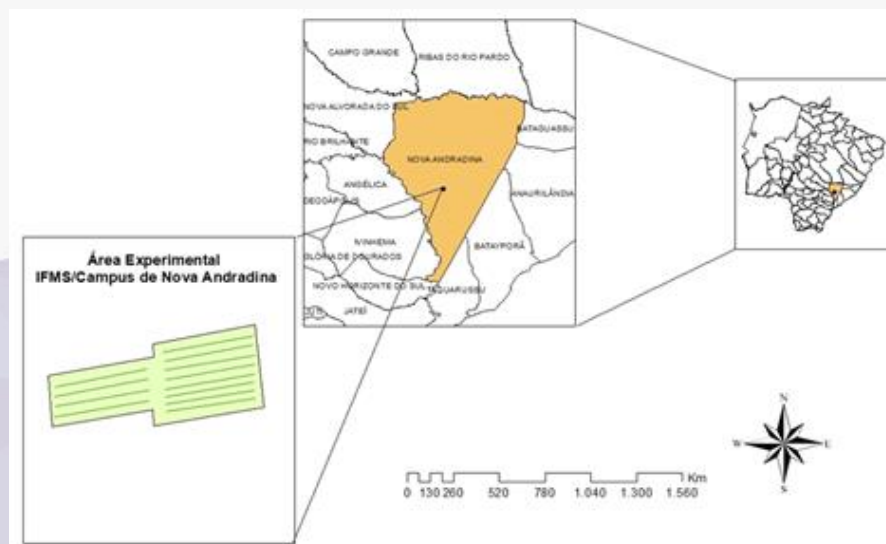 CAMPO GRANDE
RIBAS DO RIO PARDO
NOVA ALVORADA DO SUL
BATAGUASSU
RIO BRILHANTE
NOVA ANDRADINA
ANGÉLICA
ANAURILÂNDIA
DEODÁPOLIS
IVINHEMA
BATAYPORÃ
GLÓRIA DE DOURADOS
NOVO HORIZONTE DO SUL
TAQUARUSSU
JATEÍ
Área Experimental
IFMS/Campus de Nova Andradina
N
W
E
S
Km
0 130 260 520 780 1.040 1.300 1.560